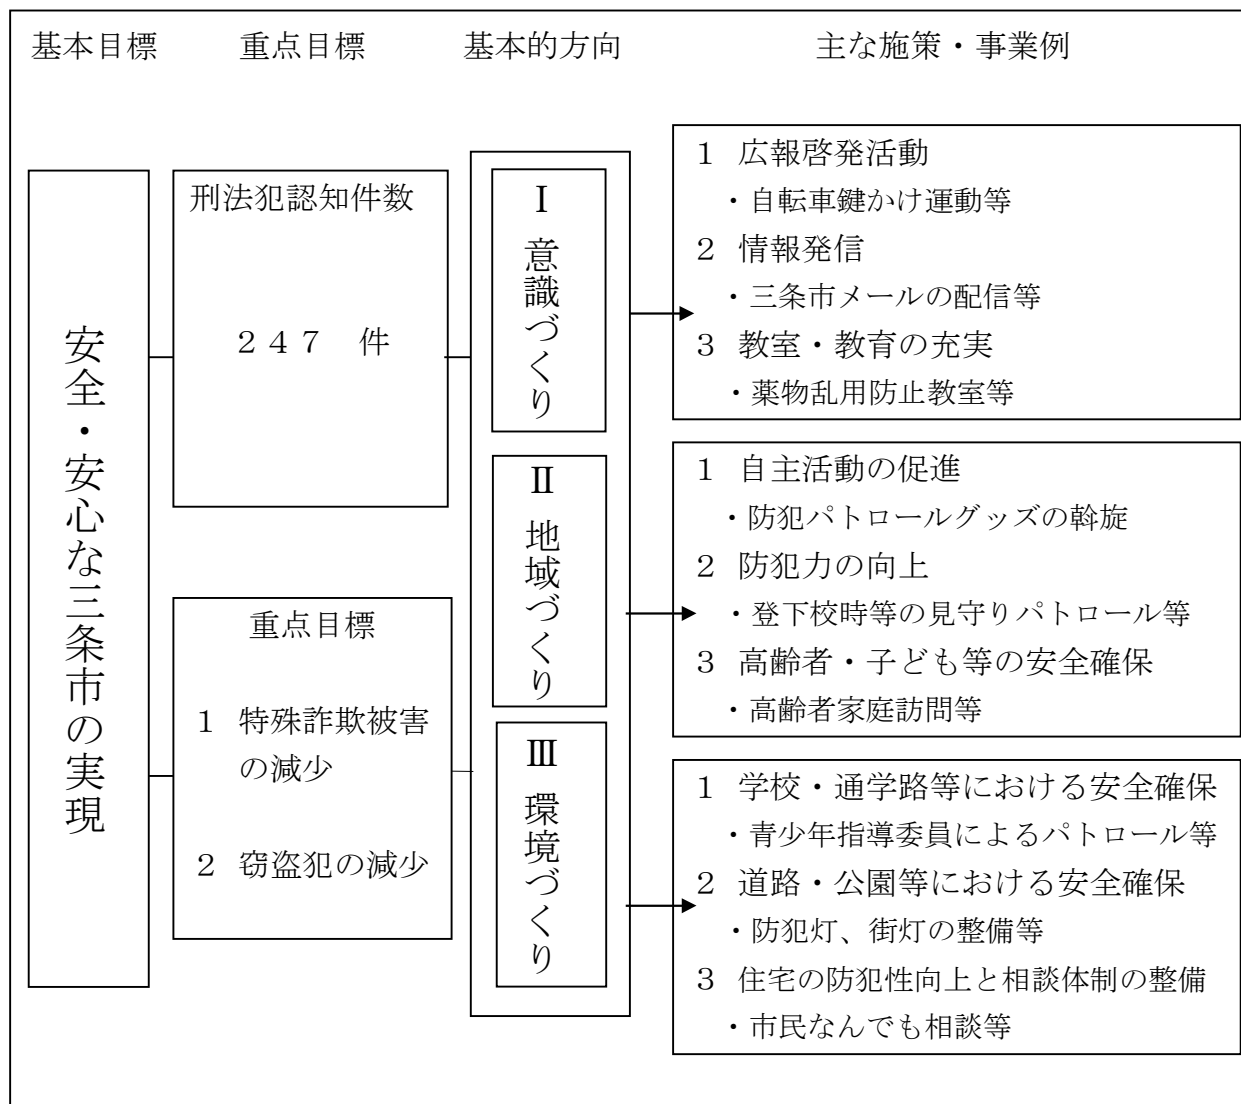 基本目標
重点目標
基本的方向
主な施策・事業例
安全・安心な三条市の実現
刑法犯認知件数
２４７　件
重点目標
１　特殊詐欺被害
の減少
２　窃盗犯の減少
Ⅰ　意識づくり
Ⅱ　地域づくり
Ⅲ　環境づくり
１　広報啓発活動
・自転車鍵かけ運動等
２　情報発信
・三条市メールの配信等
３　教室・教育の充実
・薬物乱用防止教室等
１　自主活動の促進
・防犯パトロールグッズの斡旋
２　防犯力の向上
・登下校時等の見守りパトロール等
３　高齢者・子ども等の安全確保
・高齢者家庭訪問等
１　学校・通学路等における安全確保
・青少年指導委員によるパトロール等
２　道路・公園等における安全確保
・防犯灯、街灯の整備等
３　住宅の防犯性向上と相談体制の整備
・市民なんでも相談等